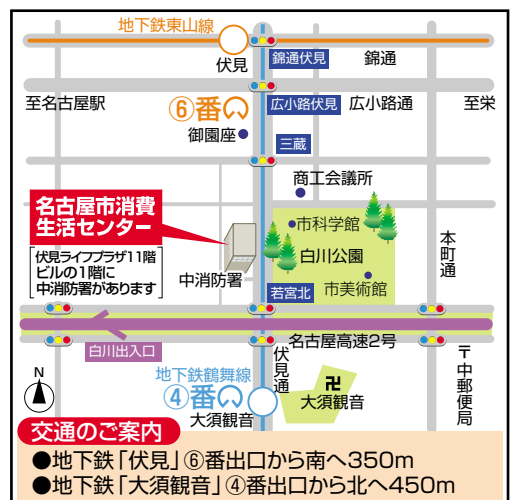 地下鉄東山線
伏見
錦通伏見
錦通
至名古屋駅
⑥番
広小路伏見
広小路通
至栄
御園座
三蔵
商工会議所
名古屋市消費
生活センター
市科学館
伏見ライフプラザ11階
ビルの1階に
中消防署があります
白川公園
本町通
中消防署
若宮北
市美術館
名古屋高速2号
白川出入口
伏見通
〒中郵便局
N
地下鉄鶴舞線
④番
卍
大須観音
大須観音
交通のご案内
●地下鉄「伏見」⑥番出口から南へ350m
●地下鉄「大須観音」④番出口から北へ450m